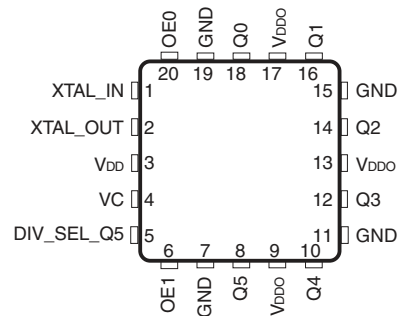 OE0 GND Q0 VDDO Q1
20 19 18 17 16
XTAL_IN 1 15 GND
XTAL_OUT 2 14 Q2
VDD 3 13 VDDO
VC 4 12 Q3
DIV_SEL_Q5 5 11 GND
6 7 8 9 10
OE1 GND Q5 VDDO Q4